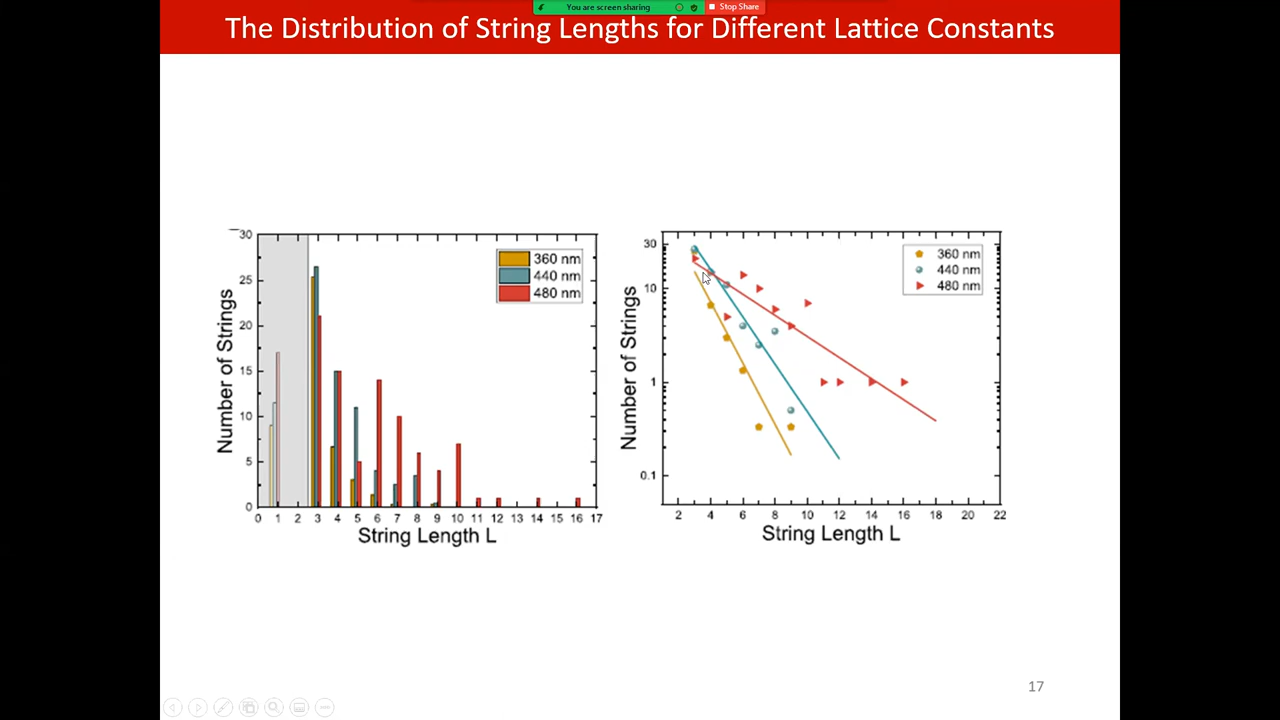 You are screen sharing
Stop Share
The Distribution of String Lengths for Different Lattice Constants
30
25
20
15
10
5
0
Number of Strings
360 nm
440 nm
480 nm
0 1 2 3 4 5 6 7 8 9 10 11 12 13 14 15 16 17
String Length L
30
10
1
0.1
Number of Strings
360 nm
440 nm
480 nm
2 4 6 8 10 12 14 16 18 20 22
String Length L
17